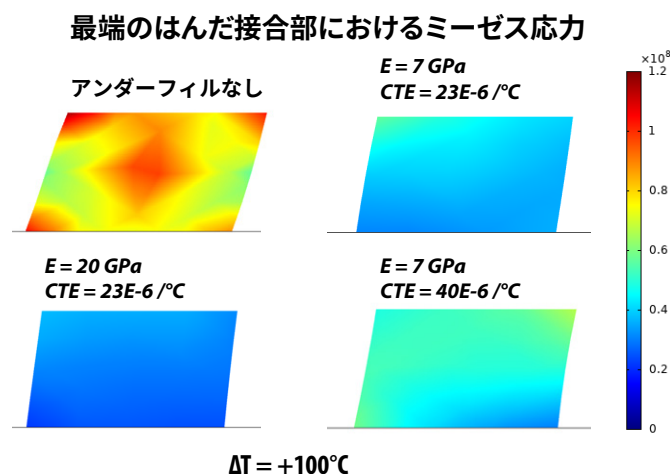 最端のはんだ接合部におけるミーゼス応力
アンダーフィルなし
E = 7 GPa
CTE = 23E-6 /°C
×10⁸
1.2
1
0.8
0.6
0.4
0.2
0
E = 20 GPa
CTE = 23E-6 /°C
E = 7 GPa
CTE = 40E-6 /°C
ΔT = +100°C